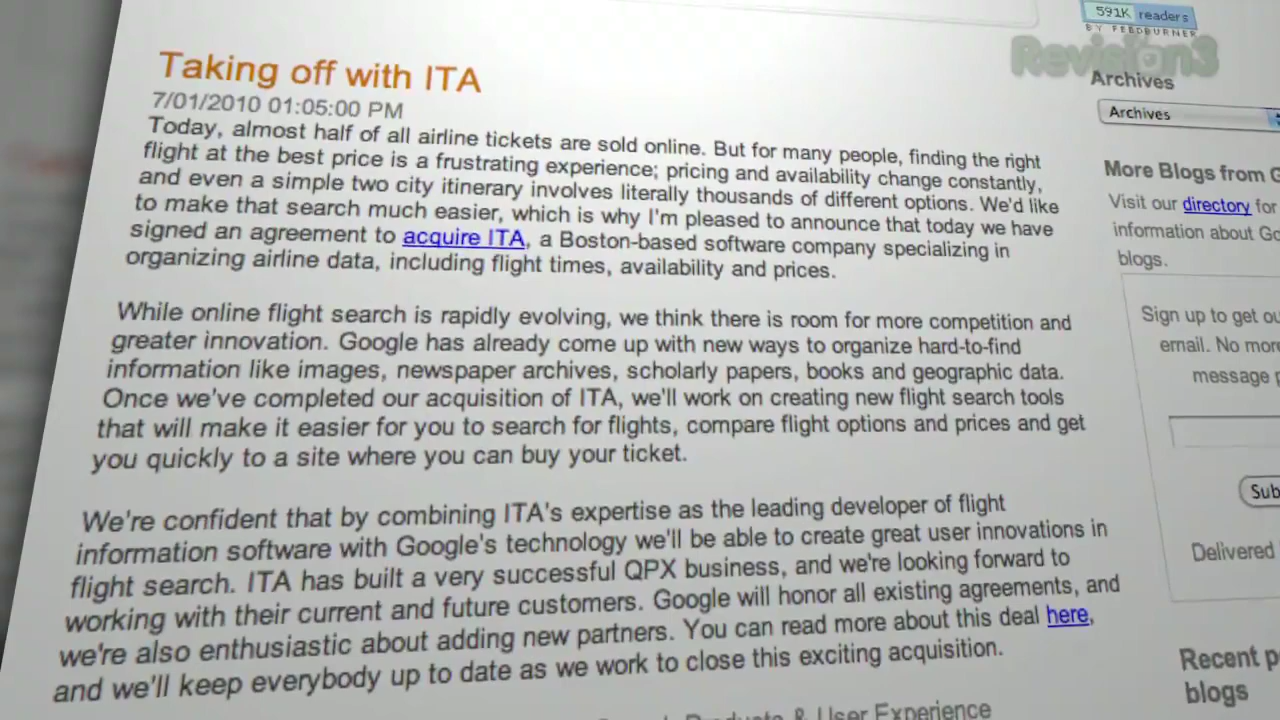 591K readers
BY FEEDBURNER
Revision3
Taking off with ITA
7/01/2010 01:05:00 PM
Today, almost half of all airline tickets are sold online. But for many people, finding the right
flight at the best price is a frustrating experience; pricing and availability change constantly,
and even a simple two city itinerary involves literally thousands of different options. We'd like
to make that search much easier, which is why I'm pleased to announce that today we have
signed an agreement to acquire ITA, a Boston-based software company specializing in
organizing airline data, including flight times, availability and prices.
While online flight search is rapidly evolving, we think there is room for more competition and
greater innovation. Google has already come up with new ways to organize hard-to-find
information like images, newspaper archives, scholarly papers, books and geographic data.
Once we've completed our acquisition of ITA, we'll work on creating new flight search tools
that will make it easier for you to search for flights, compare flight options and prices and get
you quickly to a site where you can buy your ticket.
We're confident that by combining ITA's expertise as the leading developer of flight
information software with Google's technology we'll be able to create great user innovations in
flight search. ITA has built a very successful QPX business, and we're looking forward to
working with their current and future customers. Google will honor all existing agreements, and
we're also enthusiastic about adding new partners. You can read more about this deal here,
and we'll keep everybody up to date as we work to close this exciting acquisition.
& User Experience
Archives
Archives
More Blogs from G
Visit our directory for
information about Go
blogs.
Sign up to get ou
email. No more
message p
Sub
Delivered
Recent p
blogs